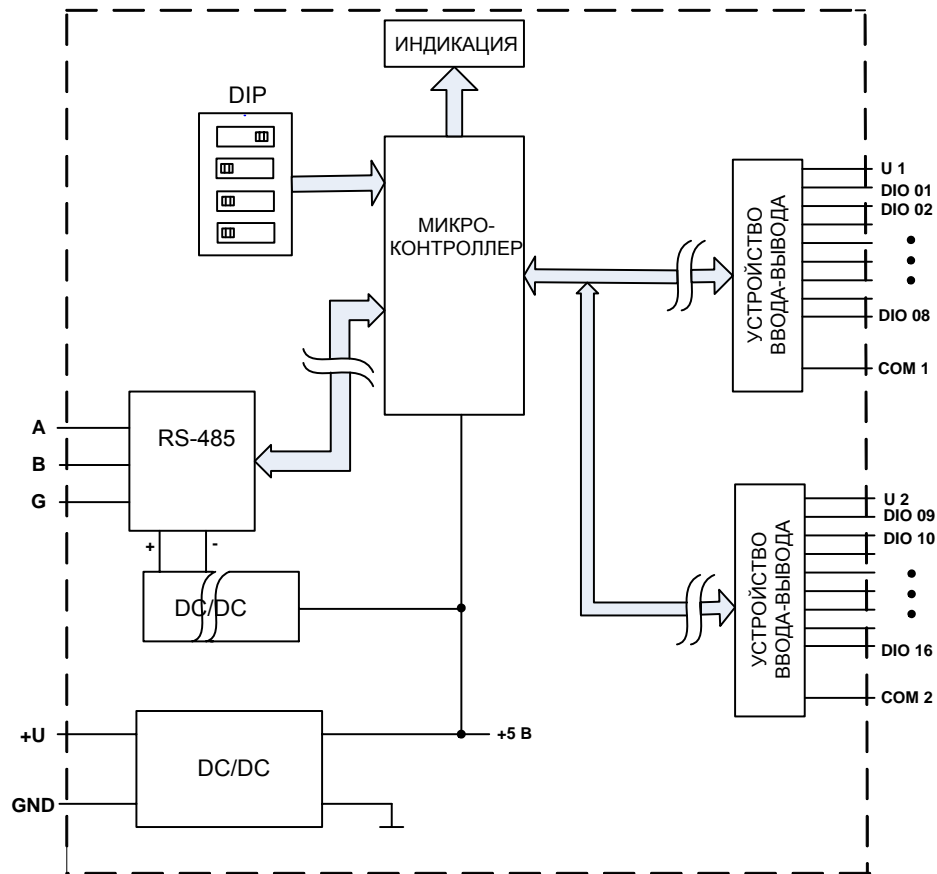 ИНДИКАЦИЯ
DIP
МИКРО-
КОНТРОЛЛЕР
УСТРОЙСТВО
ВВОДА-ВЫВОДА
U 1
DIO 01
DIO 02
DIO 08
COM 1
A
B
G
RS-485
+
-
DC/DC
УСТРОЙСТВО
ВВОДА-ВЫВОДА
U 2
DIO 09
DIO 10
DIO 16
COM 2
+U
GND
DC/DC
+5 В